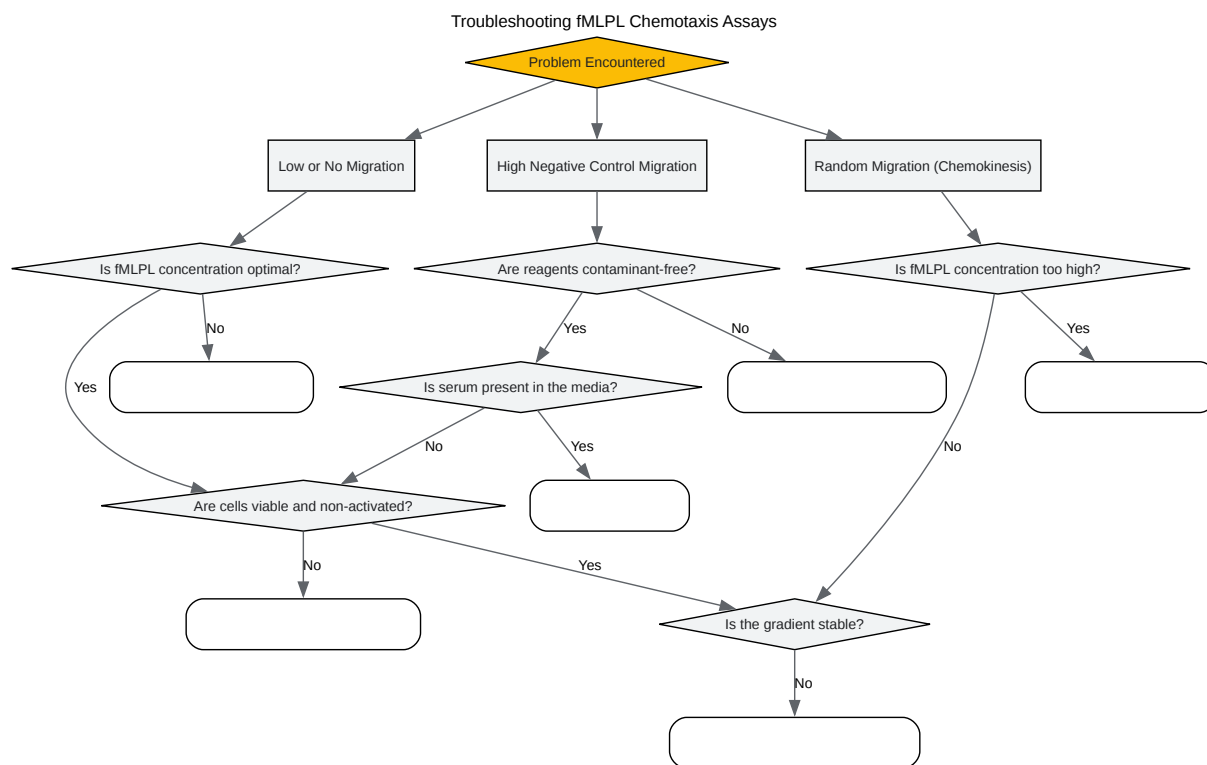 Troubleshooting fMLPL Chemotaxis Assays
Problem Encountered
Low or No Migration
High Negative Control Migration
Random Migration (Chemokinesis)
Is fMLPL concentration optimal?
Are reagents contaminant-free?
Is fMLPL concentration too high?
No
Yes
No
Yes
Yes
Is serum present in the media?
No
Yes
No
Are cells viable and non-activated?
No
Yes
Is the gradient stable?
No